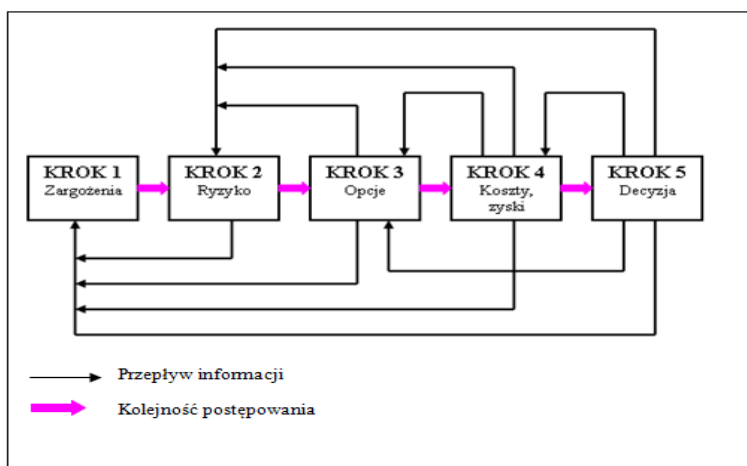 KROK 1
Zargożenia
KROK 2
Ryzyko
KROK 3
Opcje
KROK 4
Koszty,
zyski
KROK 5
Decyzja
Przepływ informacji
Kolejność postępowania